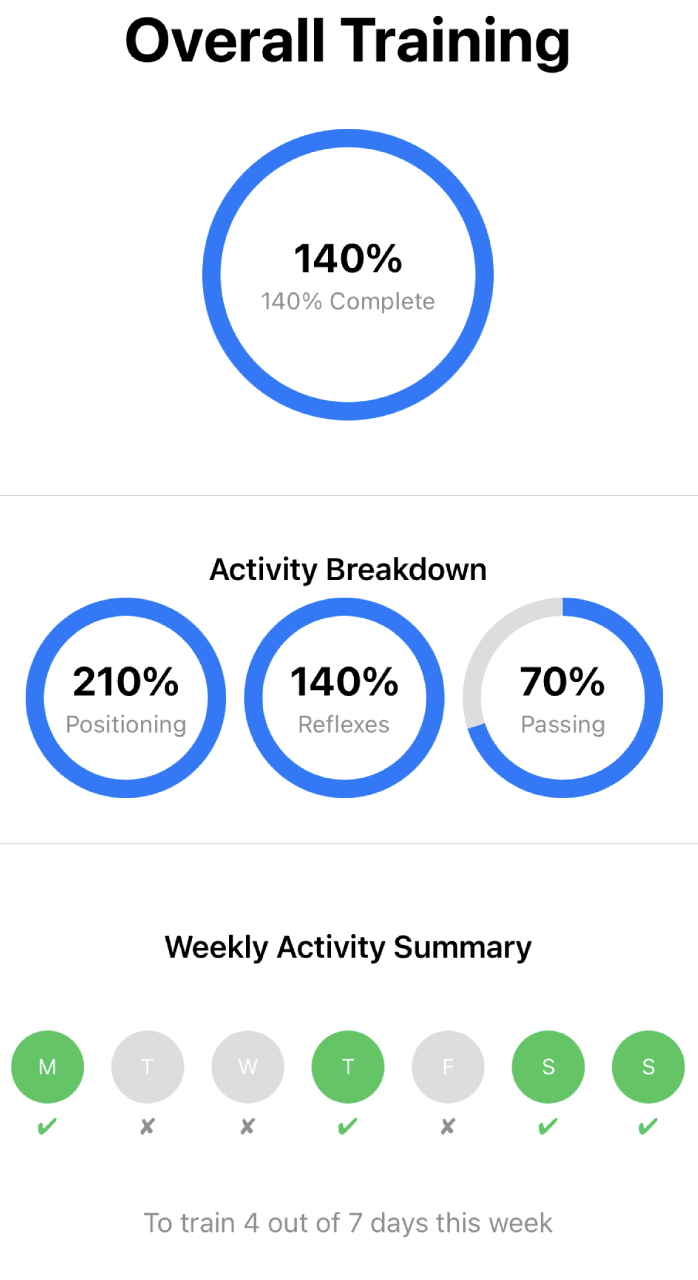 Overall Training
140%
140% Complete
Activity Breakdown
210% 140% 70%
Positioning Reflexes Passing
Weekly Activity Summary
M T W T F S S
✔ ✘ ✘ ✔ ✘ ✔ ✔
To train 4 out of 7 days this week